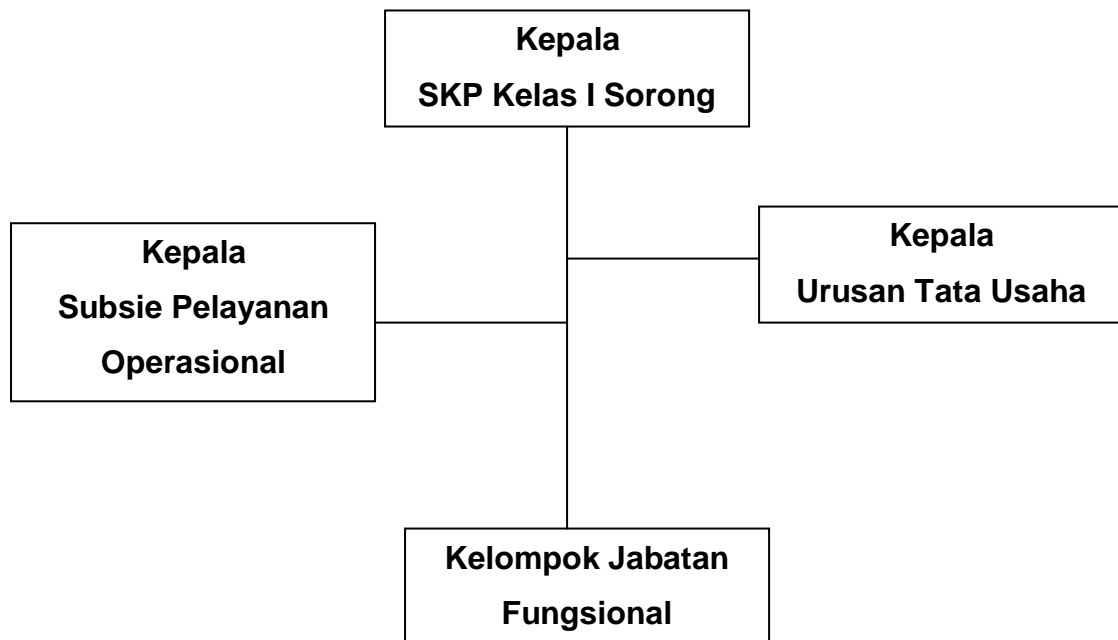 Kepala
SKP Kelas I Sorong
Kepala
Subsie Pelayanan
Operasional
Kepala
Urusan Tata Usaha
Kelompok Jabatan
Fungsional